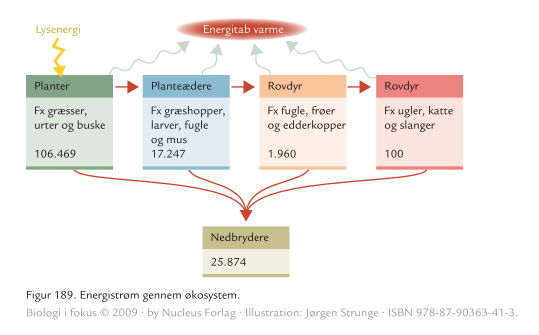 Lysenergi
Energitab varme
Planter
Fx græsser,
urter og buske
106.469
Planteædere
Fx græshopper,
larver, fugle
og mus
17.247
Rovdyr
Fx fugle, frøer
og edderkopper
1.960
Rovdyr
Fx ugler, katte
og slanger
100
Nedbrydere
25.874
Figur 189. Energistrøm gennem økosystem.
Biologi i fokus © 2009 · by Nucleus Forlag · Illustration: Jørgen Strunge · ISBN 978-87-90363-41-3.